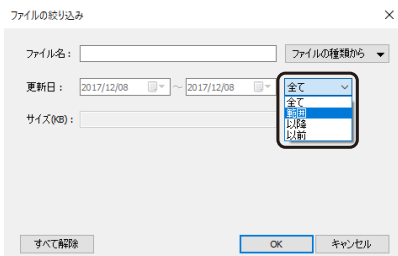 ファイルの絞り込み
ファイル名： ファイルの種類から
更新日： 2017/12/08 ～ 2017/12/08 全て
全て
範囲
以降
以前
サイズ(KB)：
すべて解除 OK キャンセル